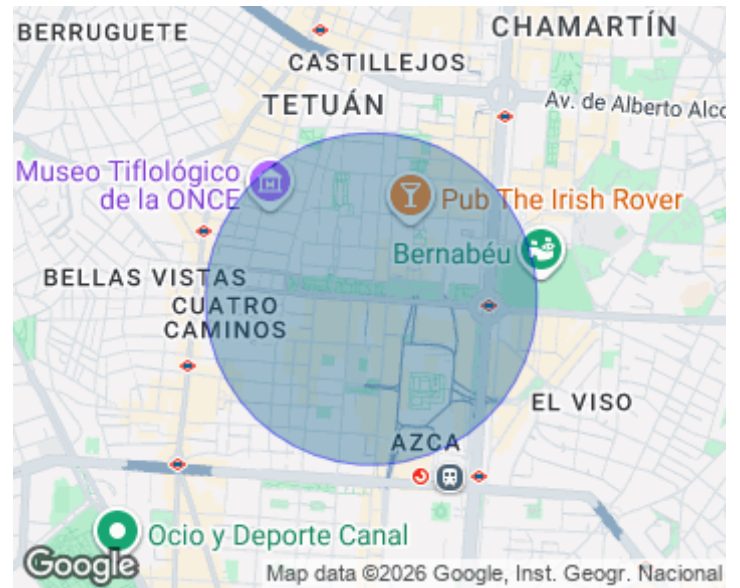 BERRUGUETE
CHAMARTÍN
CASTILLEJOS
TETUÁN
Av. de Alberto Alco
Museo Tiflológico
de la ONCE
Pub The Irish Rover
Bernabéu
BELLAS VISTAS
CUATRO
CAMINOS
EL VISO
AZCA
Ocio y Deporte Canal
Google
Map data ©2026 Google, Inst. Geogr. Nacional